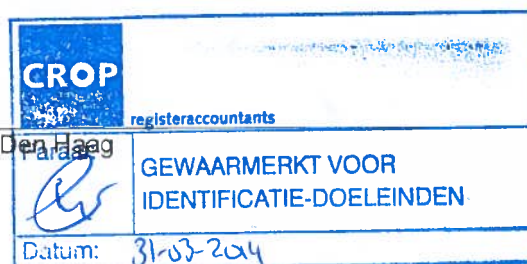 CROP
registeraccountants
Den Haag
Paraaf:
GEWAARMERKT VOOR
IDENTIFICATIE-DOELEINDEN
Datum: 31-03-2014